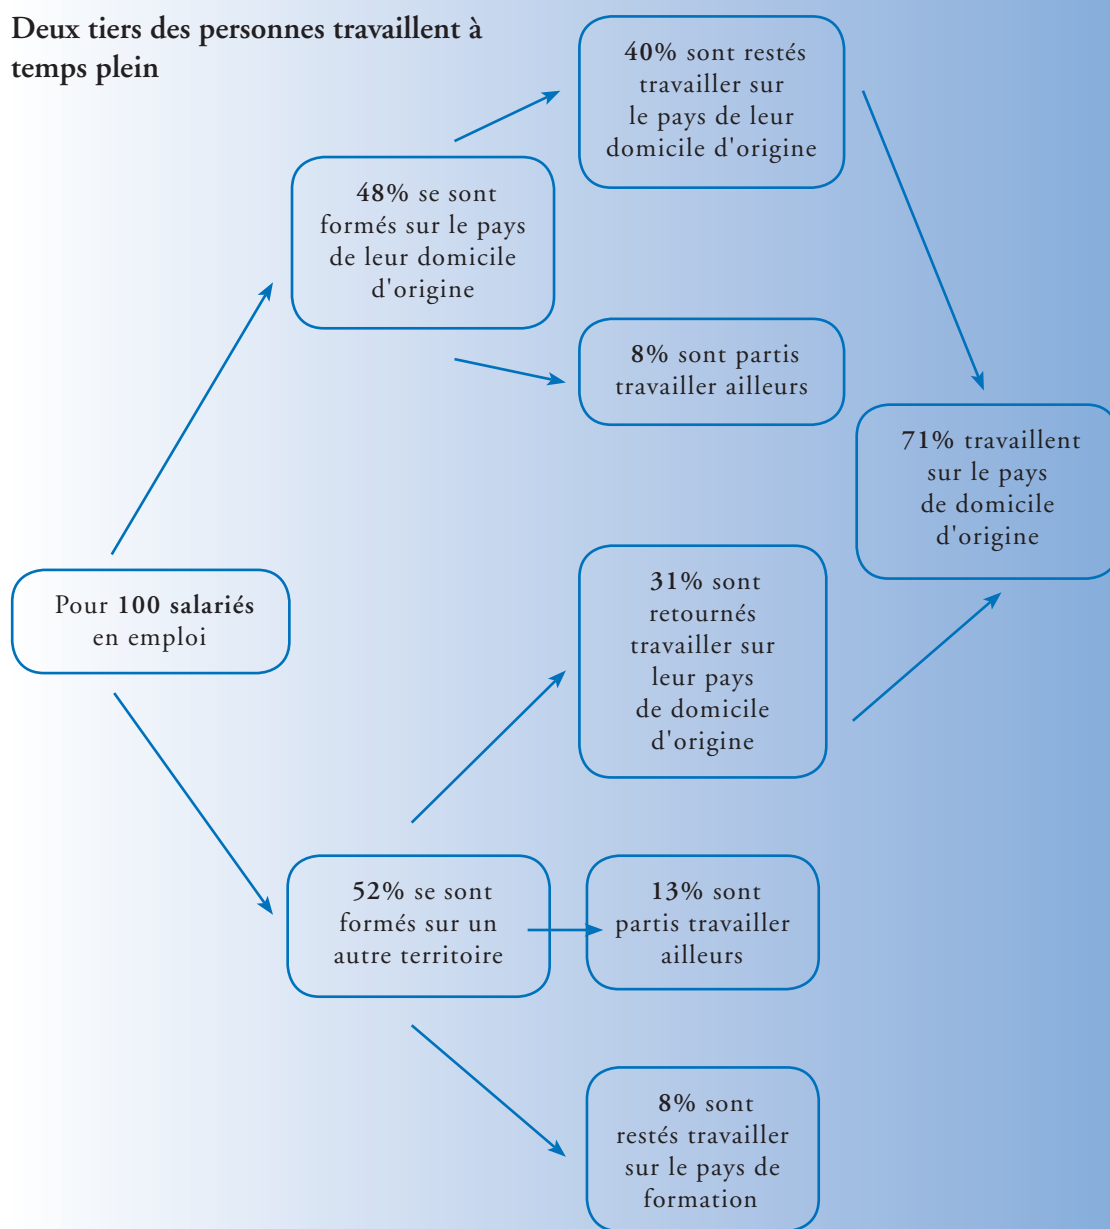 Deux tiers des personnes travaillent à
temps plein
40% sont restés
travailler sur
le pays de leur
domicile d'origine
48% se sont
formés sur le pays
de leur domicile
d'origine
8% sont partis
travailler ailleurs
71% travaillent
sur le pays
de domicile
d'origine
Pour 100 salariés
en emploi
31% sont
retournés
travailler sur
leur pays
de domicile
d'origine
52% se sont
formés sur un
autre territoire
13% sont
partis travailler
ailleurs
8% sont
restés travailler
sur le pays de
formation